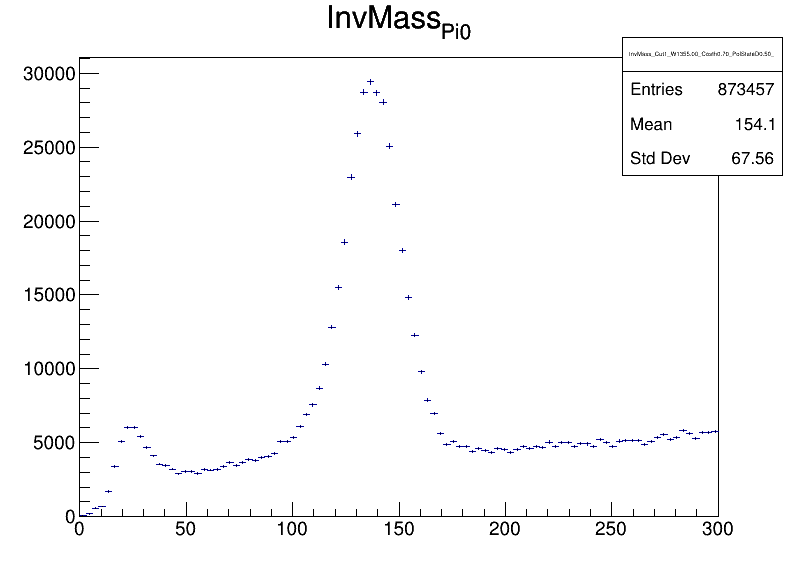 InvMass_Pi0
InvMass_Cut1_W1355.00_Costh0.70_PolStateD0.50_
Entries 873457
Mean 154.1
Std Dev 67.56
30000
25000
20000
15000
10000
5000
0
0 50 100 150 200 250 300